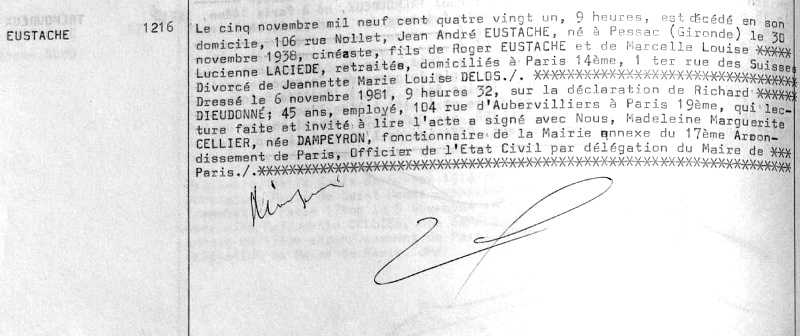 EUSTACHE 1216
Le cinq novembre mil neuf cent quatre vingt un, 9 heures, est décédé en son
domicile, 106 rue Nollet, Jean André EUSTACHE, né à Pessac (Gironde) le 30
novembre 1938, cinéaste, fils de Roger EUSTACHE et de Marcelle Louise XXXXX
Lucienne LACIEDE, retraités, domiciliés à Paris 14ème, 1 ter rue des Suisses
Divorcé de Jeannette Marie Louise DELOS./. XXXXXXXXXXXXXXXXXXXXXXXXXXXXXXXXX
Dressé le 6 novembre 1981, 9 heures 32, sur la déclaration de Richard XXXXX
DIEUDONNÉ; 45 ans, employé, 104 rue d'Aubervilliers à Paris 19ème, qui lec-
ture faite et invité à lire l'acte a signé avec Nous, Madeleine Marguerite
CELLIER, née DAMPEYRON, fonctionnaire de la Mairie annexe du 17ème Arron-
dissement de Paris, Officier de l'Etat Civil par délégation du Maire de XXX
Paris./.XXXXXXXXXXXXXXXXXXXXXXXXXXXXXXXXXXXXXXXXXXXXXXXXXXXXXXXXXXXXXXXXXXX